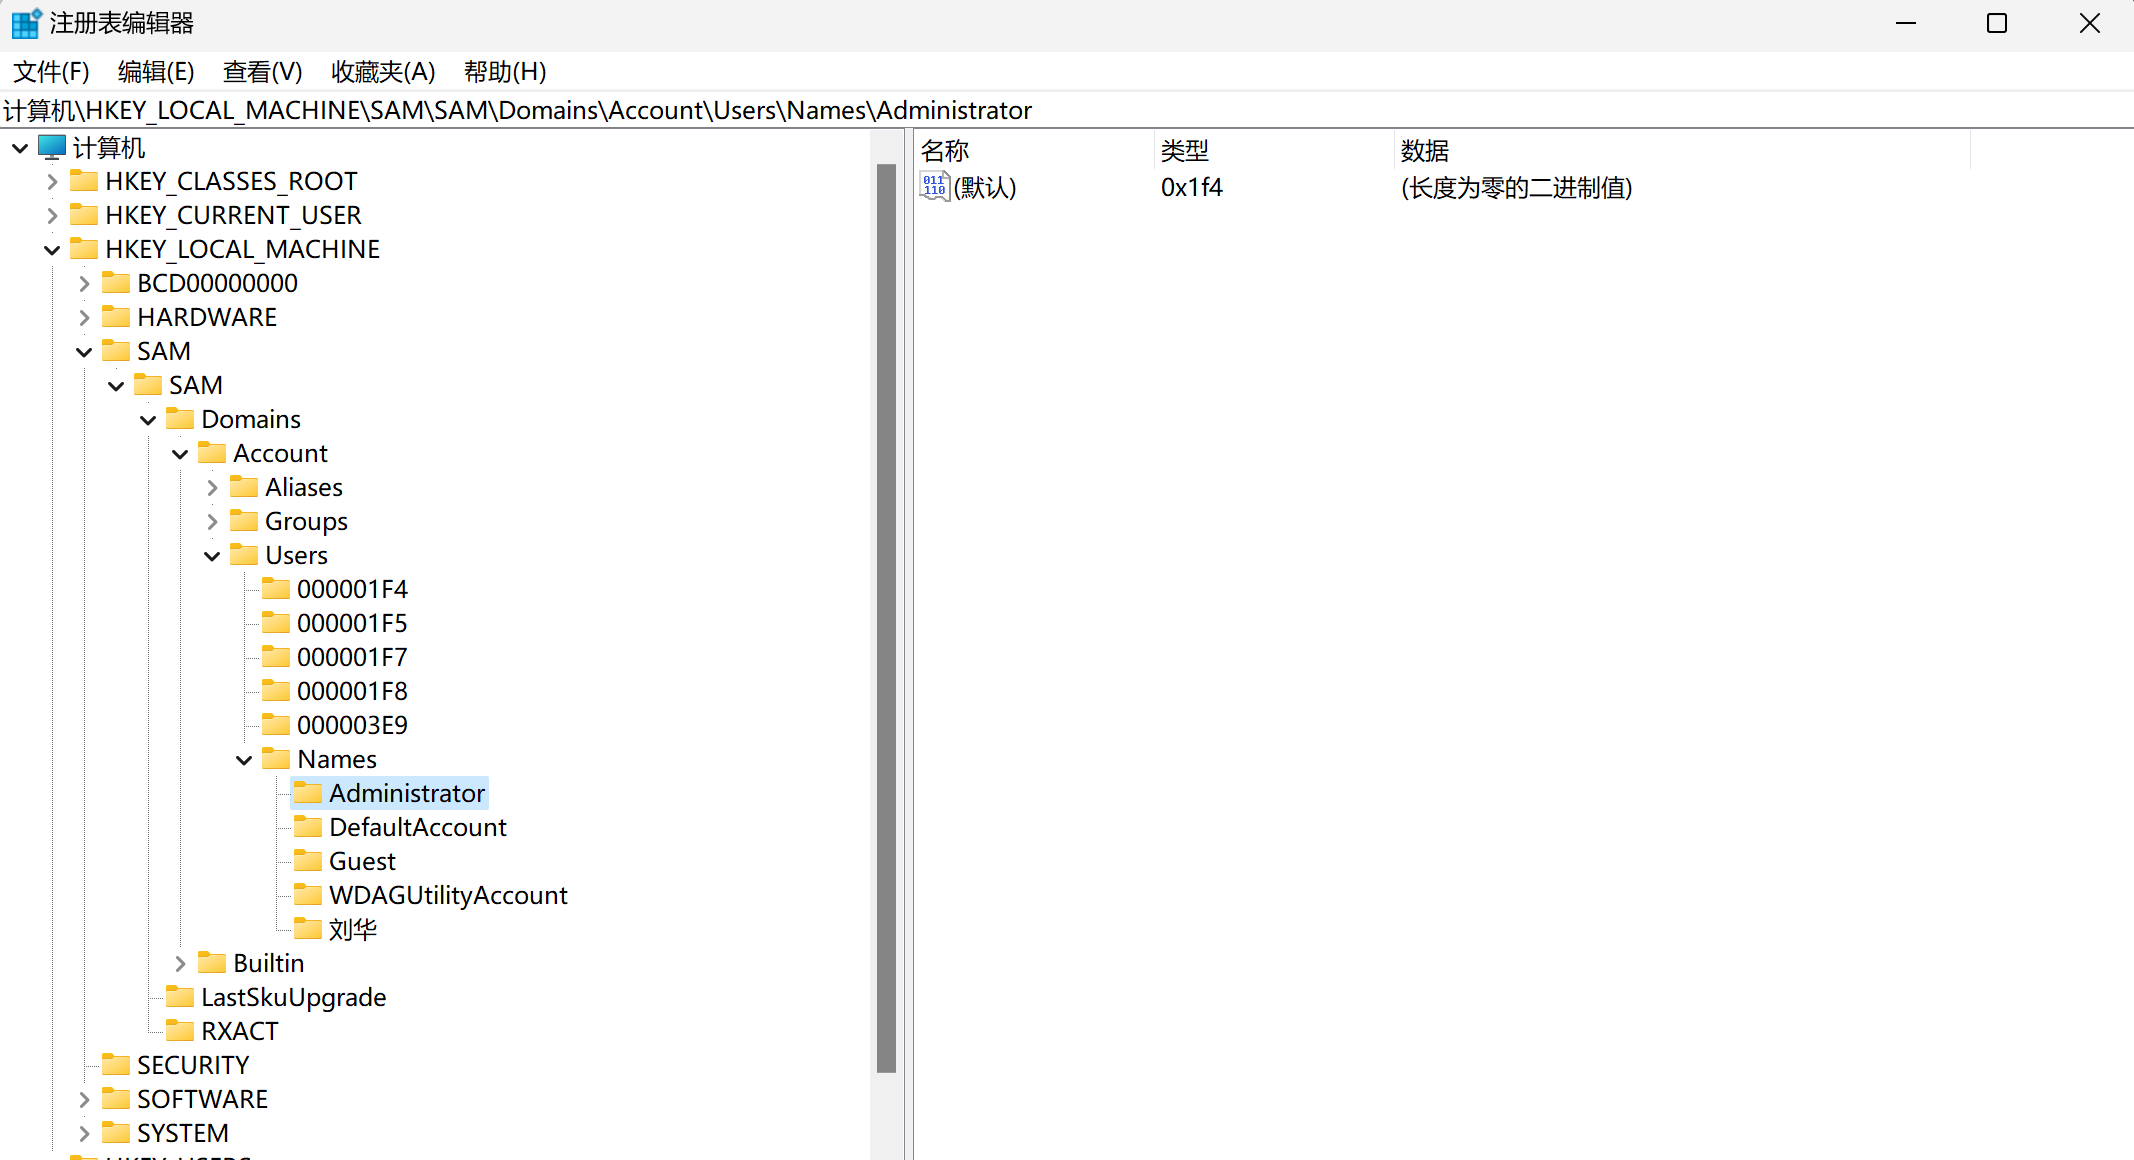 注册表编辑器
文件(F) 编辑(E) 查看(V) 收藏夹(A) 帮助(H)
计算机\HKEY_LOCAL_MACHINE\SAM\SAM\Domains\Account\Users\Names\Administrator
计算机
HKEY_CLASSES_ROOT
HKEY_CURRENT_USER
HKEY_LOCAL_MACHINE
BCD00000000
HARDWARE
SAM
SAM
Domains
Account
Aliases
Groups
Users
000001F4
000001F5
000001F7
000001F8
000003E9
Names
Administrator
DefaultAccount
Guest
WDAGUtilityAccount
刘华
Builtin
LastSkuUpgrade
RXACT
SECURITY
SOFTWARE
SYSTEM
名称 类型 数据
(默认) 0x1f4 (长度为零的二进制值)